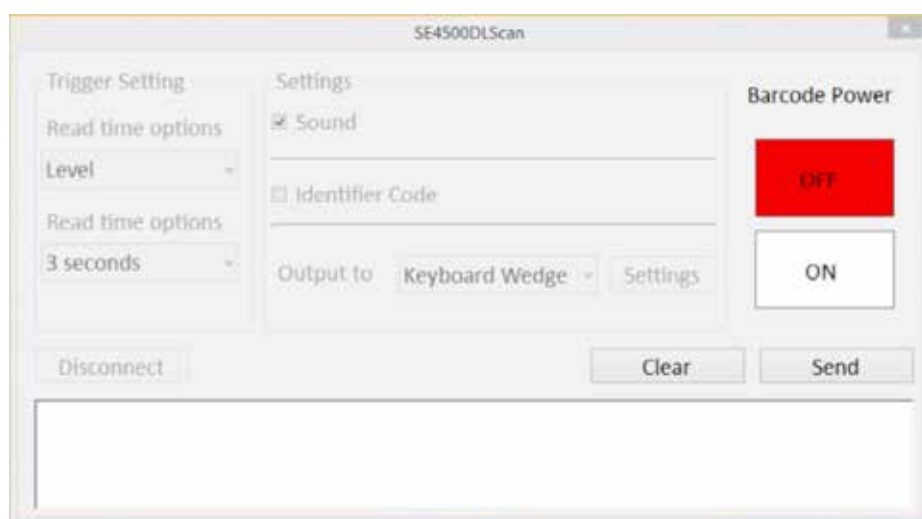 SE4500DLScan
Trigger Setting
Read time options
Level
Read time options
3 seconds
Settings
Sound
Identifier Code
Output to Keyboard Wedge Settings
Barcode Power
OFF
ON
Disconnect Clear Send